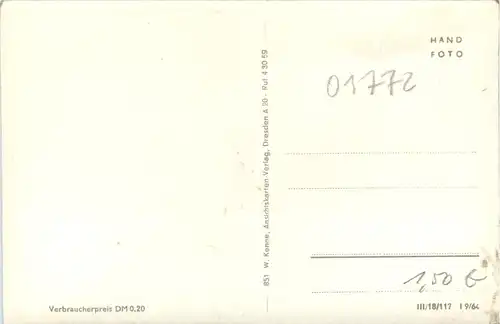 HAND
FOTO
01772
851 W. Kenne, Ansichtskarten-Verlag, Dresden A 20 - Ruf 4 30 59
1,50 €
Verbraucherpreis DM 0,20
III/18/117 I 9/64